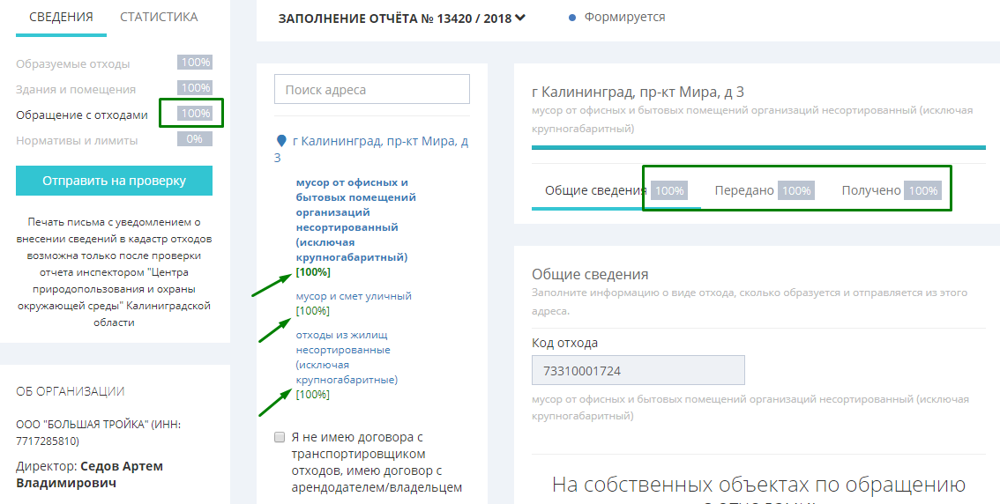 СВЕДЕНИЯ
СТАТИСТИКА
Образуемые отходы 100%
Здания и помещения 100%
Обращение с отходами 100%
Нормативы и лимиты 0%
Отправить на проверку
Печать письма с уведомлением о
внесении сведений в кадастр отходов
возможна только после проверки
отчета инспектором "Центра
природопользования и охраны
окружающей среды" Калиниградской
области
ОБ ОРГАНИЗАЦИИ
ООО "БОЛЬШАЯ ТРОЙКА" (ИНН:
7717285810)
Директор: Седов Артем
Владимирович
ЗАПОЛНЕНИЕ ОТЧЁТА № 13420 / 2018
Формируется
Поиск адреса
г Калининград, пр-кт Мира, д
3
мусор от офисных и
бытовых помещений
организаций
несортированный
(исключая
крупногабаритный)
[100%]
мусор и смет уличный
[100%]
отходы из жилищ
несортированные
(исключая
крупногабаритные)
[100%]
Я не имею договора с
транспортировщиком
отходов, имею договор с
арендодателем/владельцем
г Калининград, пр-кт Мира, д 3
мусор от офисных и бытовых помещений организаций несортированный (исключая
крупногабаритный)
Общие сведения 100% Передано 100% Получено 100%
Общие сведения
Заполните информацию о виде отхода, сколько образуется и отправляется из этого
адреса.
Код отхода
73310001724
мусор от офисных и бытовых помещений организаций несортированный (исключая
крупногабаритный)
На собственных объектах по обращению